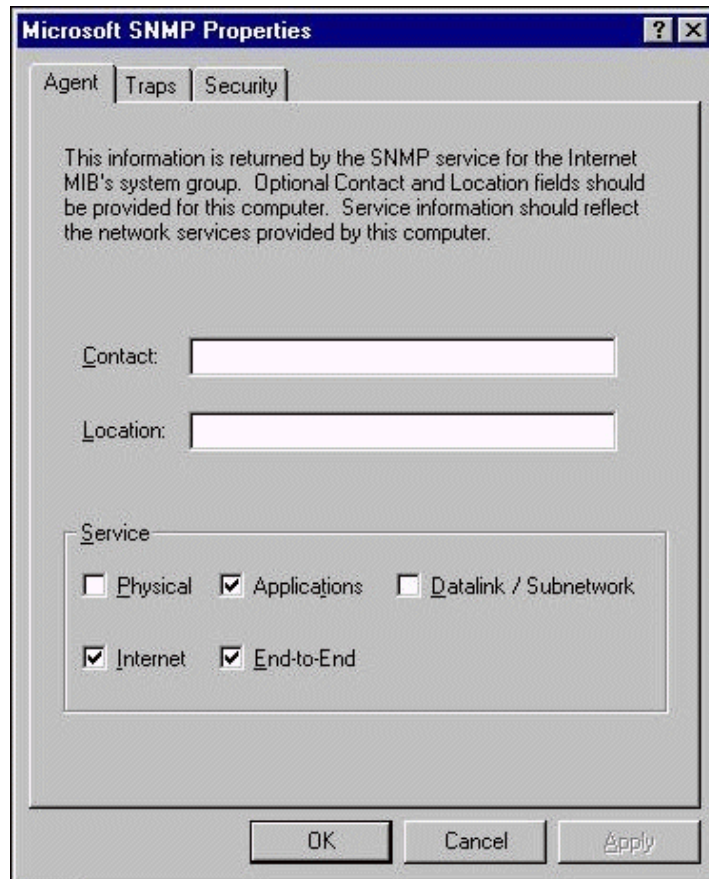 Microsoft SNMP Properties
Agent Traps Security
This information is returned by the SNMP service for the Internet
MIB's system group. Optional Contact and Location fields should
be provided for this computer. Service information should reflect
the network services provided by this computer.
Contact:
Location:
Service
Physical Applications Datalink / Subnetwork
Internet End-to-End
OK Cancel Apply